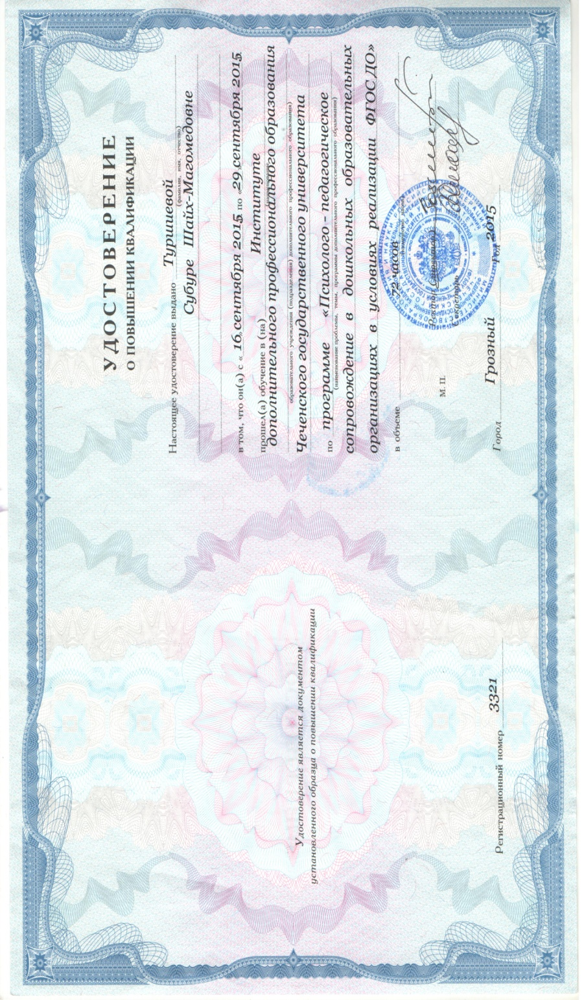 Удостоверение является документом
установленного образца о повышении квалификации
Регистрационный номер 3321
УДОСТОВЕРЕНИЕ
О ПОВЫШЕНИИ КВАЛИФИКАЦИИ
Настоящее удостоверение выдано Туришевой
(фамилия, имя, отчество)
Субуре Шайх-Магомедовне
в том, что он(а) с « 16 » сентября 2015 по « 29 » сентября 2015
прошел(а) обучение в (на) Институте
дополнительного профессионального образования
образовательного учреждения (подразделения) дополнительного профессионального образования)
Чеченского государственного университета
по программе «Психолого - педагогическое
(наименование проблемы, темы, программы дополнительного профессионального образования)
сопровождение в дошкольных образовательных
организациях в условиях реализации ФГОС ДО»
в объеме 72 часов
М. П.
Город Грозный год 2015